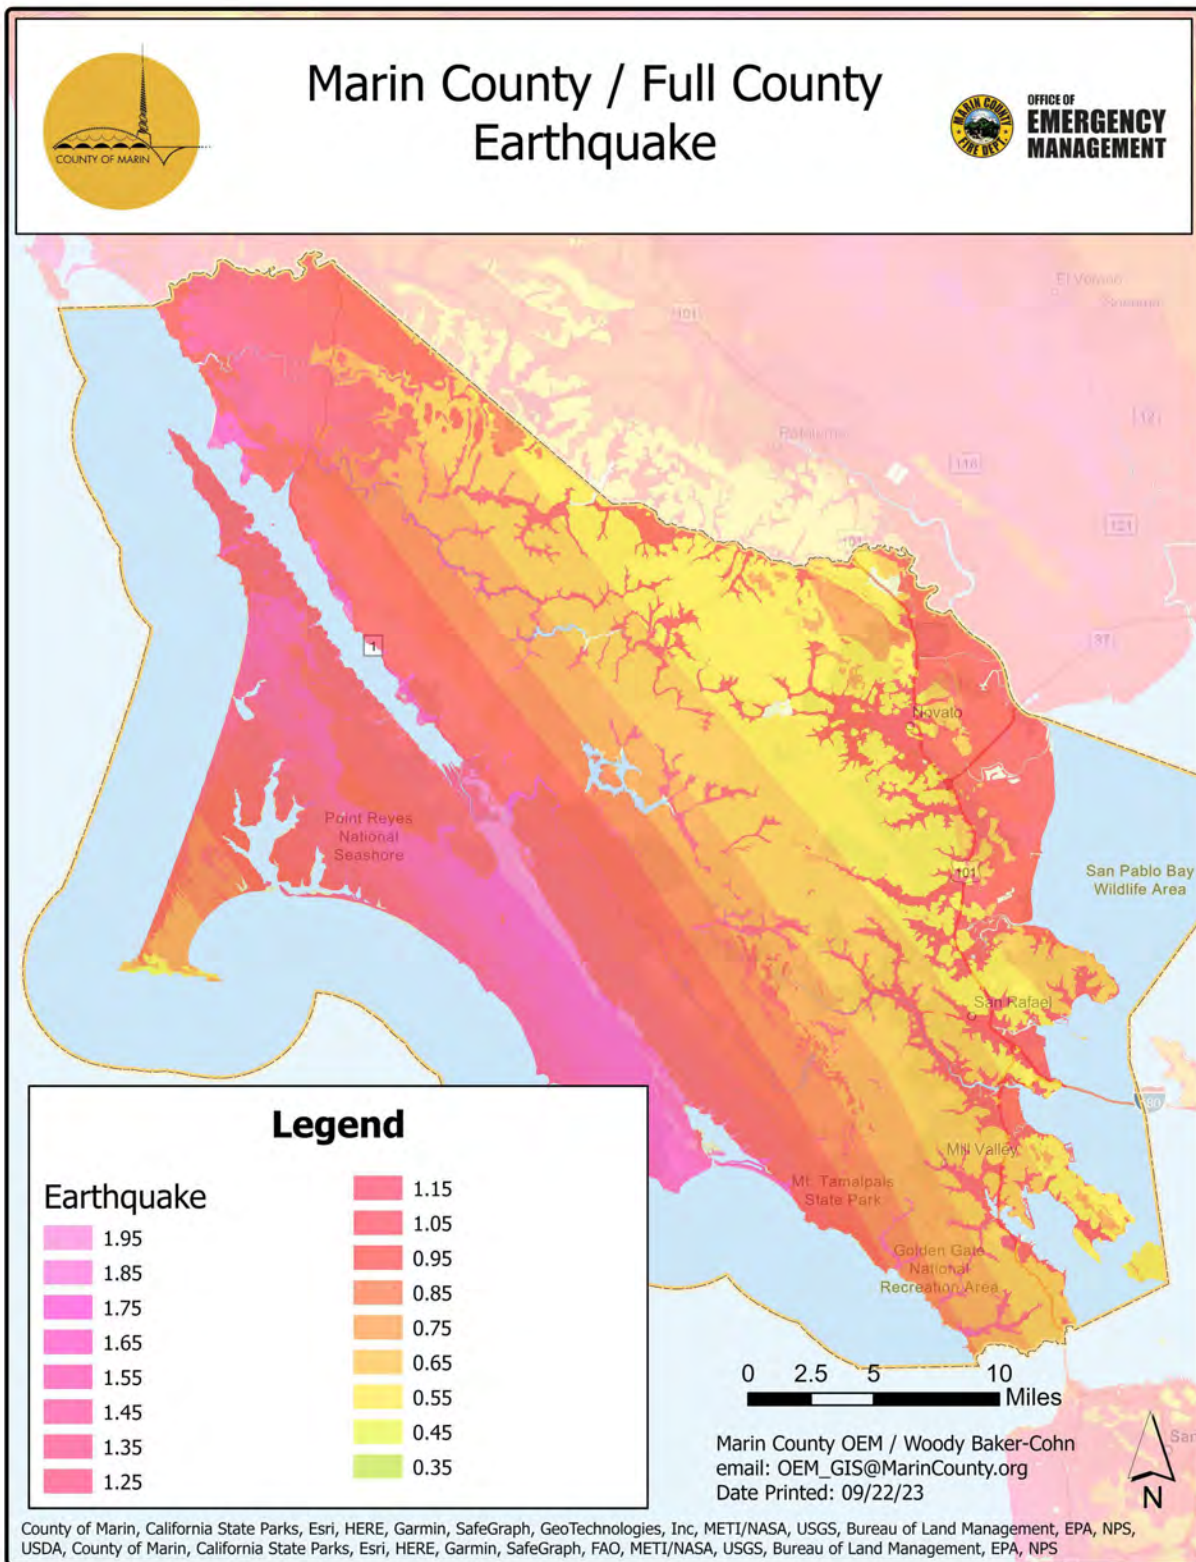 Marin County / Full County
Earthquake
COUNTY OF MARIN
MARIN COUNTY
FIRE DEPT.
OFFICE OF
EMERGENCY
MANAGEMENT
El Verano
Sonoma
101
121
Petaluma
116
121
101
37
1
Novato
Point Reyes
National
Seashore
101
San Pablo Bay
Wildlife Area
San Rafael
80
Mill Valley
Mt. Tamalpais
State Park
Golden Gate
National
Recreation Area
Legend
Earthquake
1.95
1.85
1.75
1.65
1.55
1.45
1.35
1.25
1.15
1.05
0.95
0.85
0.75
0.65
0.55
0.45
0.35
0 2.5 5 10
Miles
San
Marin County OEM / Woody Baker-Cohn
email: OEM_GIS@MarinCounty.org
Date Printed: 09/22/23
N
County of Marin, California State Parks, Esri, HERE, Garmin, SafeGraph, GeoTechnologies, Inc, METI/NASA, USGS, Bureau of Land Management, EPA, NPS,
USDA, County of Marin, California State Parks, Esri, HERE, Garmin, SafeGraph, FAO, METI/NASA, USGS, Bureau of Land Management, EPA, NPS